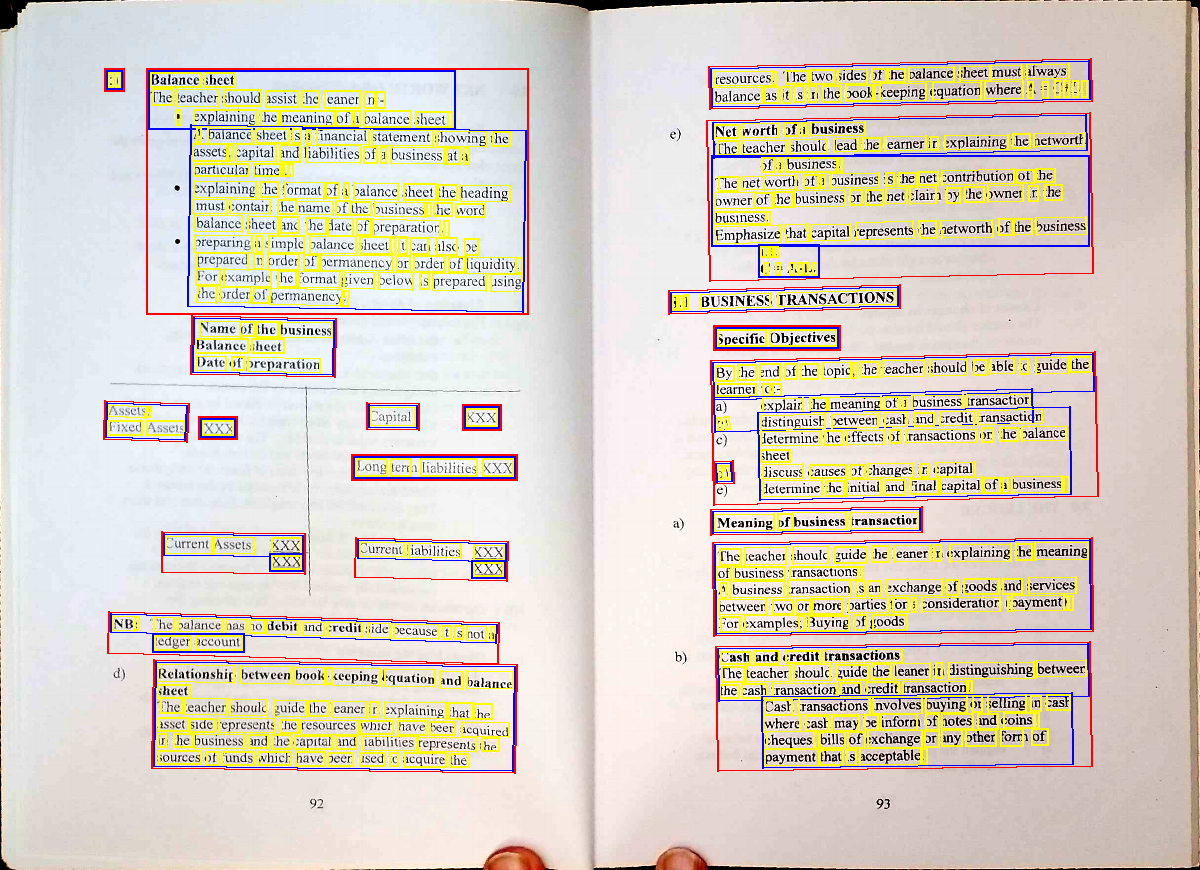 Balance sheet
The teacher should assist the learner in:-
• explaining the meaning of a balance sheet
A balance sheet is a financial statement showing the
assets, capital and liabilities of a business at a
particular time.
• explaining the format of a balance sheet the heading
must contain the name of the business, the word
balance sheet and the date of preparation.
• preparing a simple balance sheet. It can also be
prepared in order of permanency or order of liquidity.
For example the format given below is prepared using
the order of permanency.
Name of the business
Balance sheet
Date of preparation
Assets:
Fixed Assets XXX
Capital XXX
Long term liabilities XXX
Current Assets XXX
XXX
Current liabilities XXX
XXX
NB: The balance has no debit and credit side because it is not a
ledger account
d) Relationship between book-keeping equation and balance
sheet
The teacher should guide the learner in explaining that the
asset side represents the resources which have been acquired
in the business and the capital and liabilities represents the
sources of funds which have been used to acquire the
92
resources. The two sides of the balance sheet must always
balance as it is in the book-keeping equation where A = C+L.
e) Net worth of a business
The teacher should lead the learner in explaining the networth
of a business.
The net worth of a business is the net contribution of the
owner of the business or the net claim by the owner in the
business.
Emphasize that capital represents the networth of the business
i.e.
C = A-L.
BUSINESS TRANSACTIONS
Specific Objectives
By the end of the topic, the teacher should be able to guide the
learner to:-
a) explain the meaning of a business transaction
b) distinguish between cash and credit transaction
c) determine the effects of transactions on the balance
sheet
d) discuss causes of changes in capital
e) determine the initial and final capital of a business
a) Meaning of business transaction
The teacher should guide the learner in explaining the meaning
of business transactions.
A business transaction is an exchange of goods and services
between two or more parties for a consideration (payment)
For examples; Buying of goods
b) Cash and credit transactions
The teacher should guide the leaner in distinguishing between
the cash transaction and credit transaction.
Cash transactions involves buying or selling in cash
where cash may be inform of notes and coins
cheques, bills of exchange or any other form of
payment that is acceptable.
93